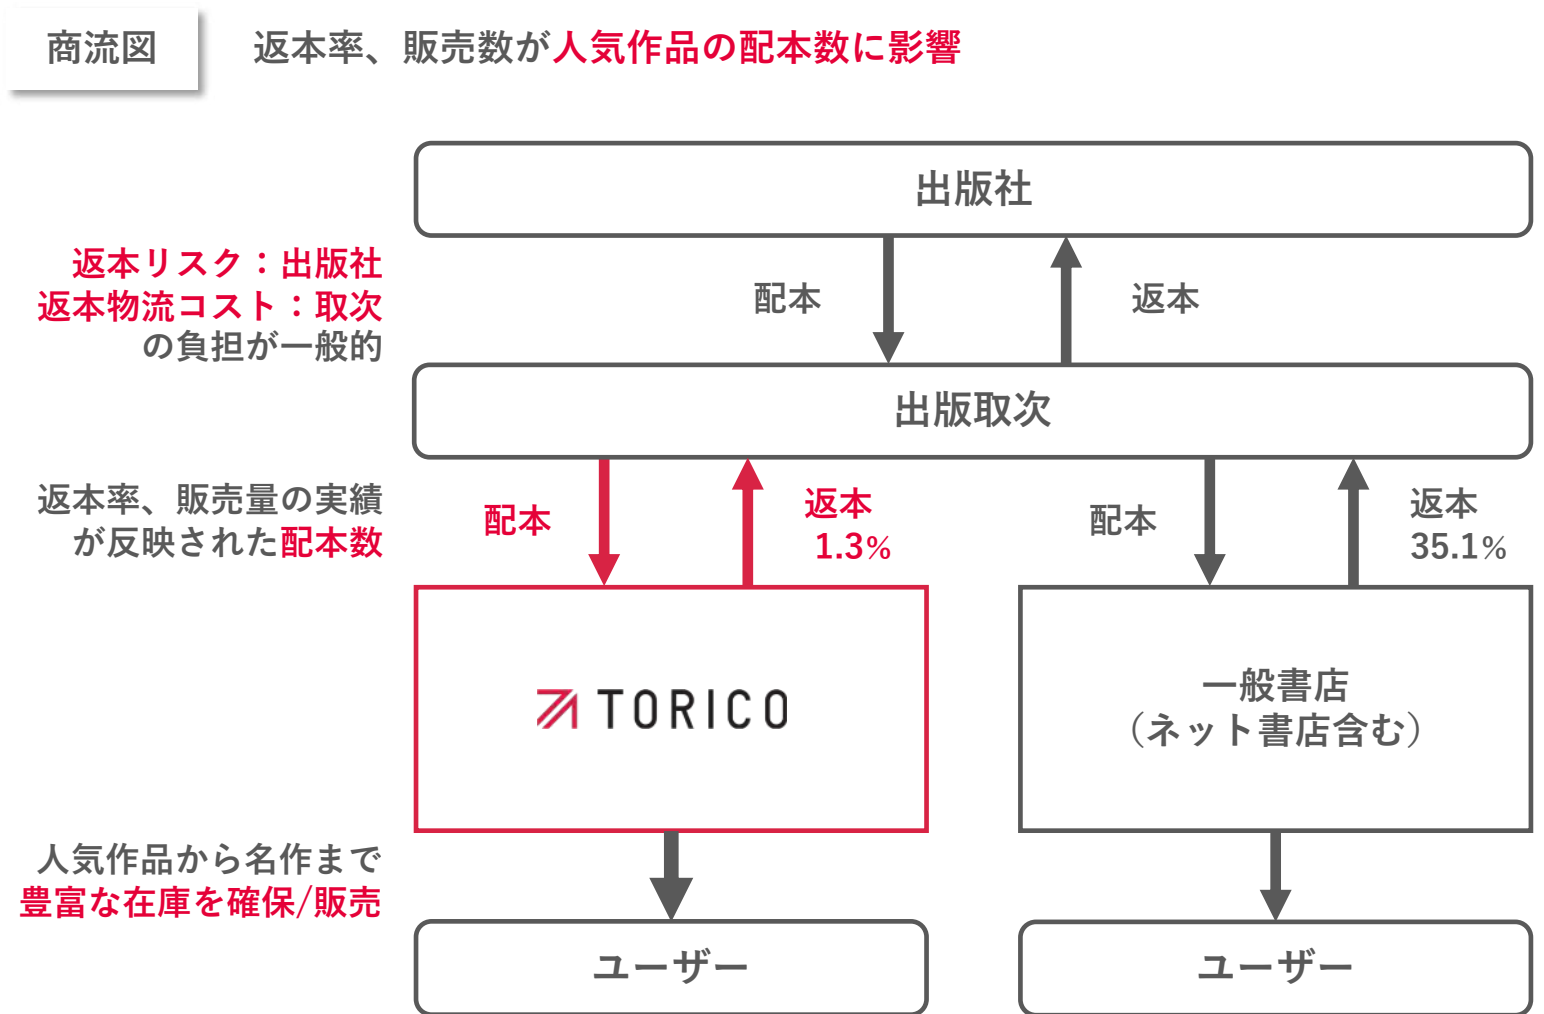 商流図
返本率、販売数が人気作品の配本数に影響
出版社
返本リスク：出版社
返本物流コスト：取次
の負担が一般的
配本
返本
出版取次
返本率、販売量の実績
が反映された配本数
配本
返本
1.3%
配本
返本
35.1%
TORICO
一般書店
（ネット書店含む）
人気作品から名作まで
豊富な在庫を確保/販売
ユーザー
ユーザー